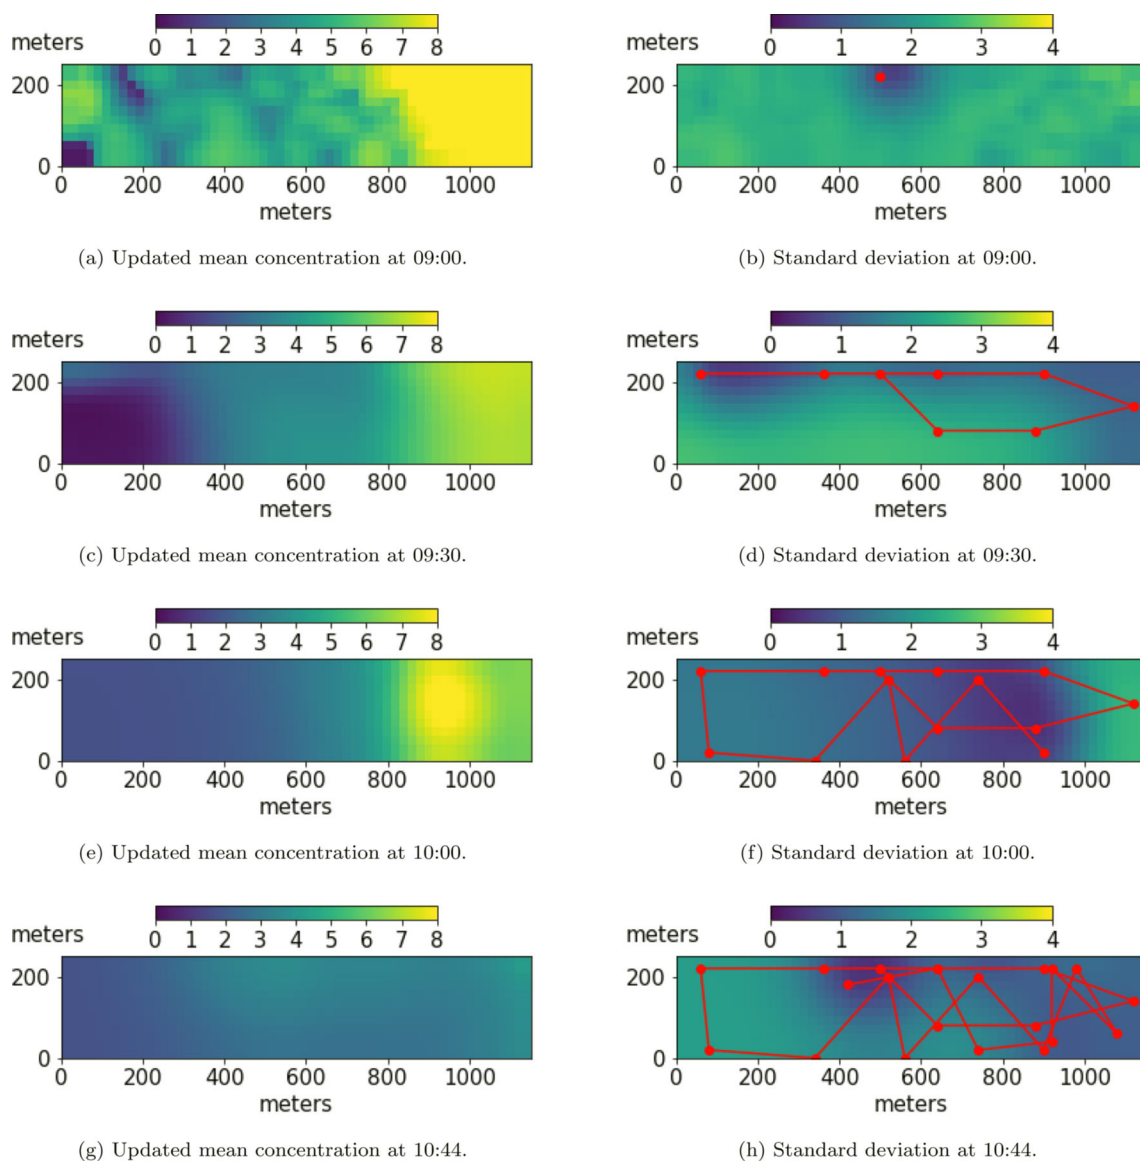 0 1 2 3 4 5 6 7 8
meters
200
0
0 200 400 600 800 1000
meters
(a) Updated mean concentration at 09:00.
0 1 2 3 4
meters
200
0
0 200 400 600 800 1000
meters
(b) Standard deviation at 09:00.
0 1 2 3 4 5 6 7 8
meters
200
0
0 200 400 600 800 1000
meters
(c) Updated mean concentration at 09:30.
0 1 2 3 4
meters
200
0
0 200 400 600 800 1000
meters
(d) Standard deviation at 09:30.
0 1 2 3 4 5 6 7 8
meters
200
0
0 200 400 600 800 1000
meters
(e) Updated mean concentration at 10:00.
0 1 2 3 4
meters
200
0
0 200 400 600 800 1000
meters
(f) Standard deviation at 10:00.
0 1 2 3 4 5 6 7 8
meters
200
0
0 200 400 600 800 1000
meters
(g) Updated mean concentration at 10:44.
0 1 2 3 4
meters
200
0
0 200 400 600 800 1000
meters
(h) Standard deviation at 10:44.